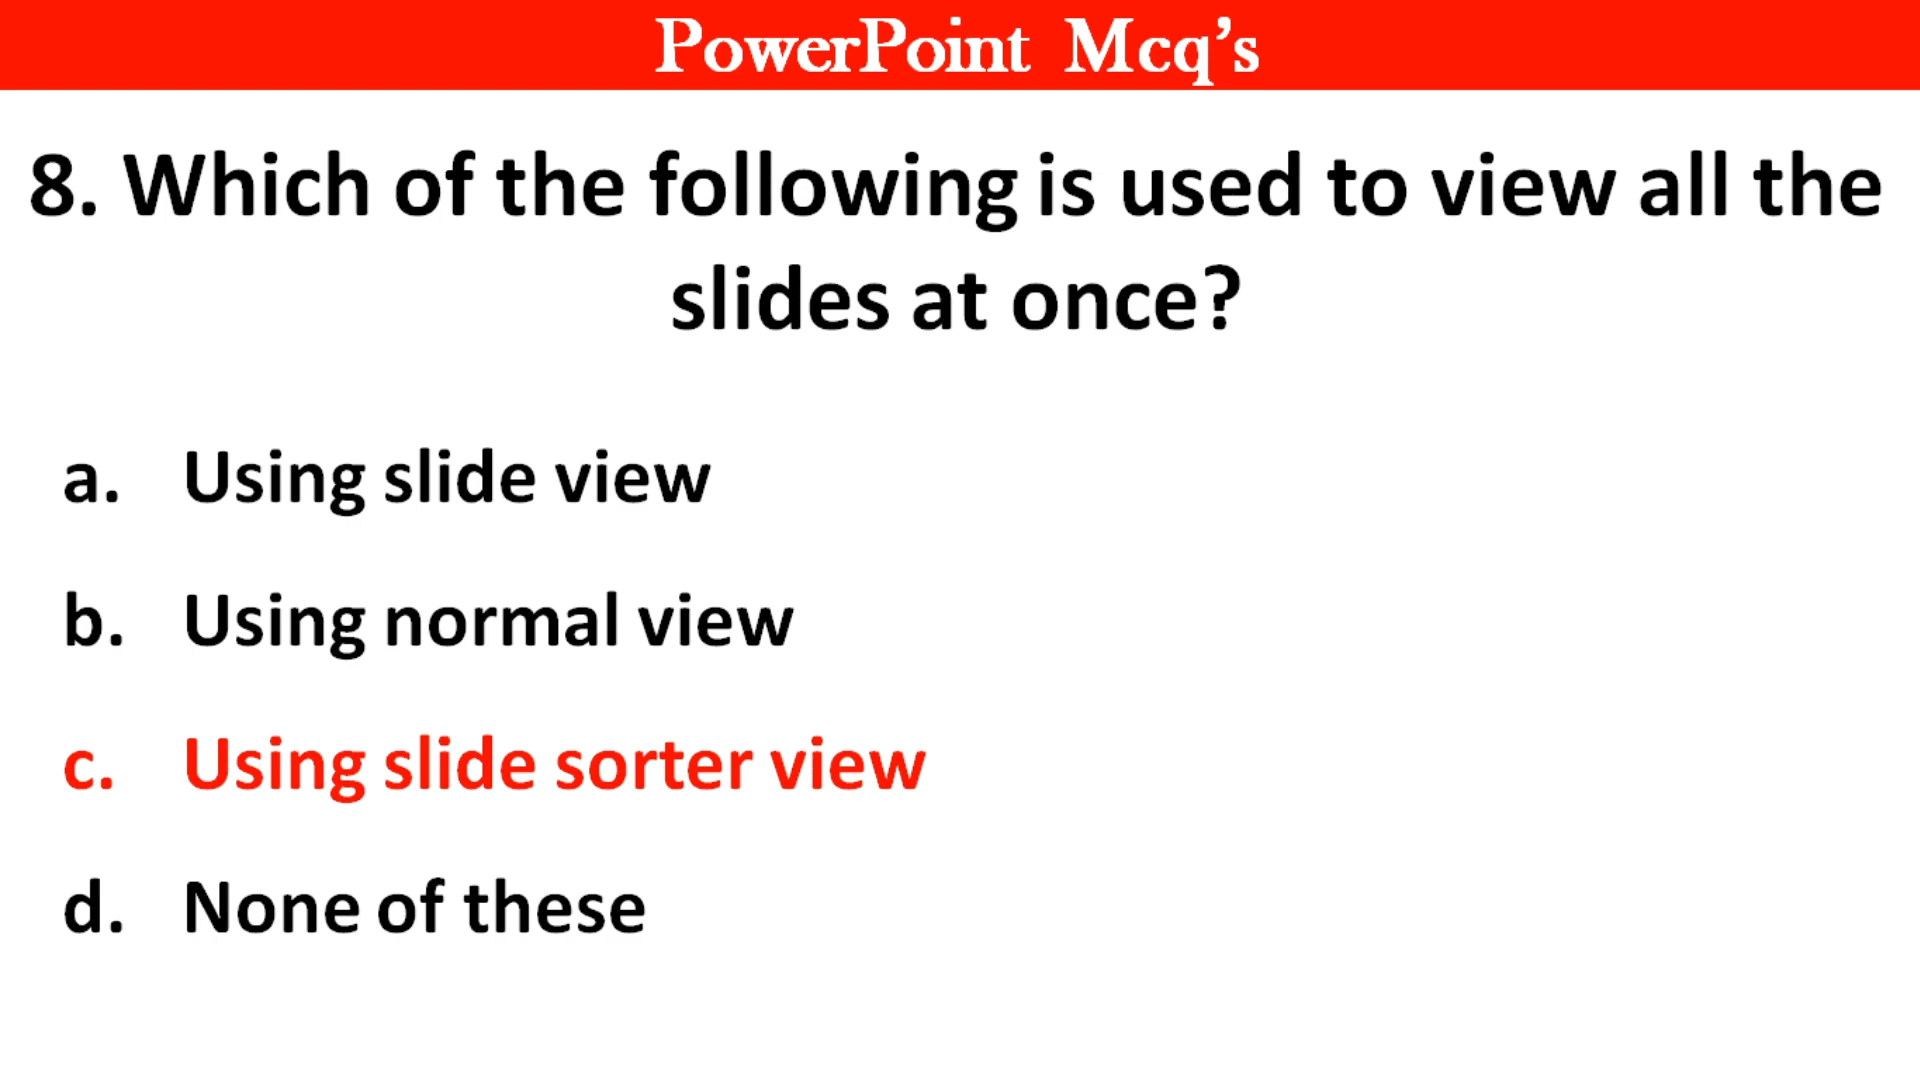 PowerPoint Mcq’s
8. Which of the following is used to view all the
slides at once?
a. Using slide view
b. Using normal view
c. Using slide sorter view
d. None of these